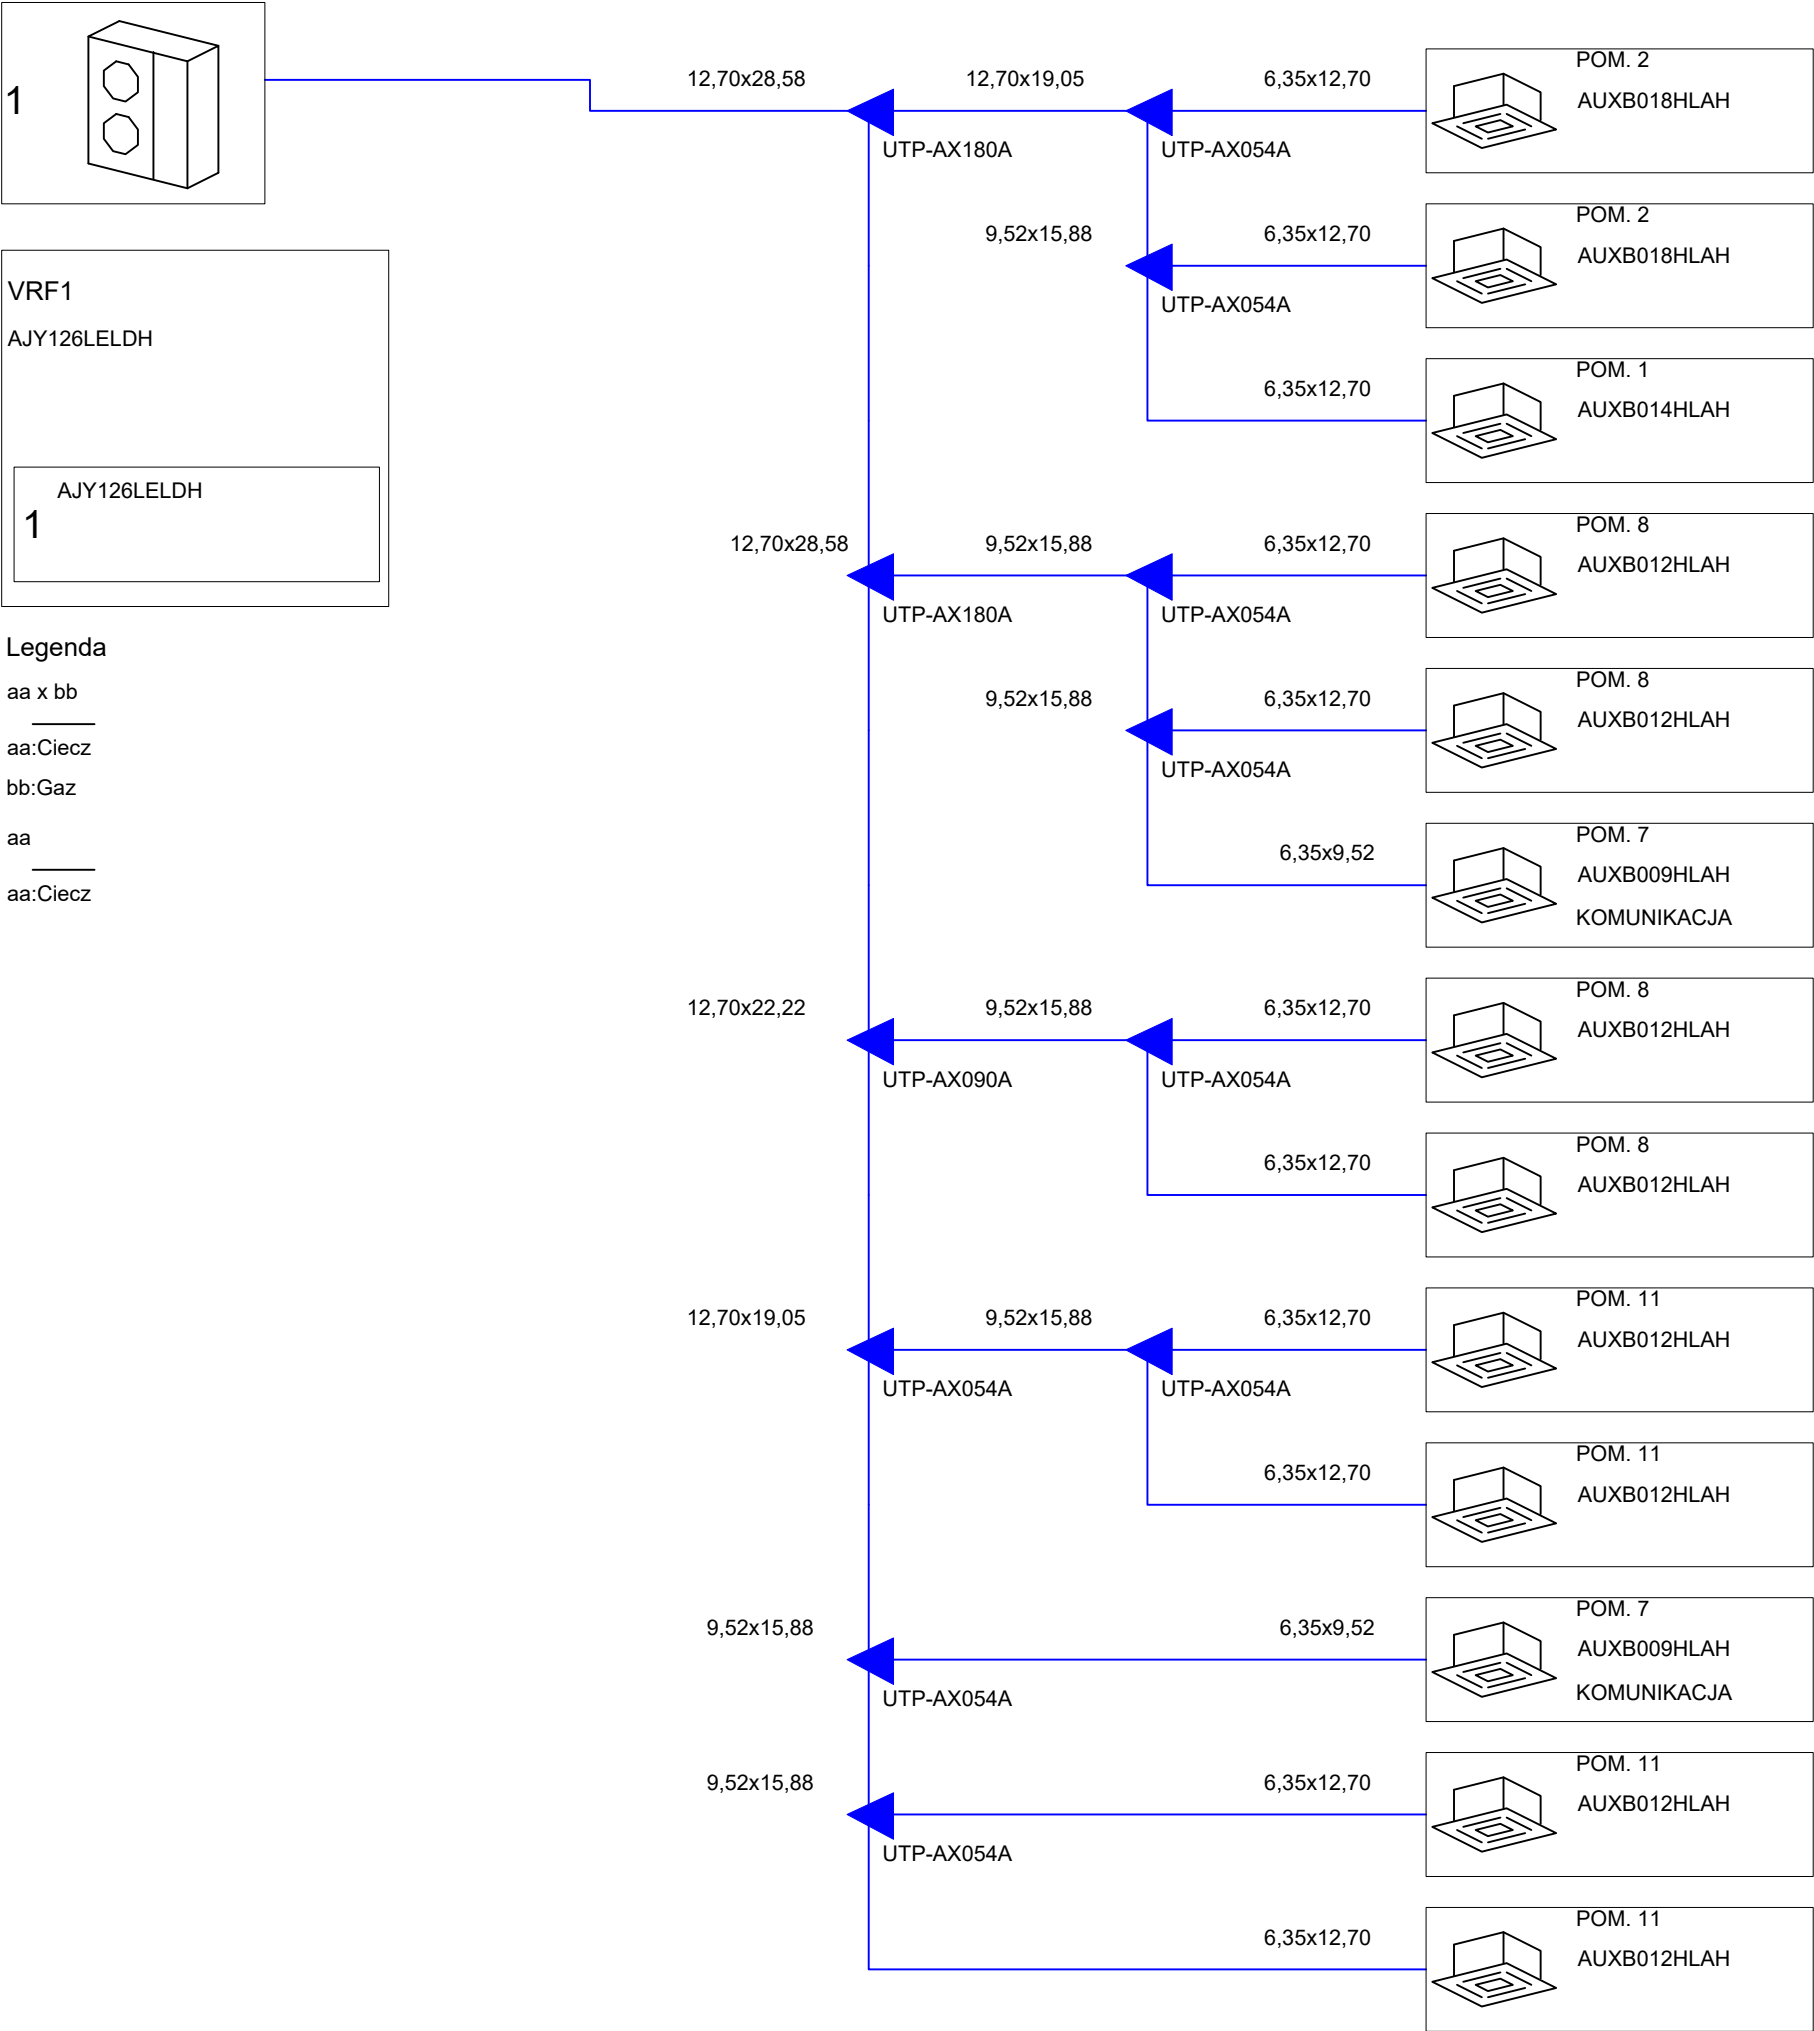 1
VRF1
AJY126LELDH
AJY126LELDH
1
Legenda
aa x bb
aa:Ciecz
bb:Gaz
aa
aa:Ciecz
12,70x28,58
12,70x19,05
6,35x12,70
POM. 2
AUXB018HLAH
UTP-AX180A
UTP-AX054A
9,52x15,88
6,35x12,70
POM. 2
AUXB018HLAH
UTP-AX054A
6,35x12,70
POM. 1
AUXB014HLAH
12,70x28,58
9,52x15,88
6,35x12,70
POM. 8
AUXB012HLAH
UTP-AX180A
UTP-AX054A
9,52x15,88
6,35x12,70
POM. 8
AUXB012HLAH
UTP-AX054A
6,35x9,52
POM. 7
AUXB009HLAH
KOMUNIKACJA
12,70x22,22
9,52x15,88
6,35x12,70
POM. 8
AUXB012HLAH
UTP-AX090A
UTP-AX054A
6,35x12,70
POM. 8
AUXB012HLAH
12,70x19,05
9,52x15,88
6,35x12,70
POM. 11
AUXB012HLAH
UTP-AX054A
UTP-AX054A
6,35x12,70
POM. 11
AUXB012HLAH
9,52x15,88
6,35x9,52
POM. 7
AUXB009HLAH
KOMUNIKACJA
UTP-AX054A
9,52x15,88
6,35x12,70
POM. 11
AUXB012HLAH
UTP-AX054A
6,35x12,70
POM. 11
AUXB012HLAH